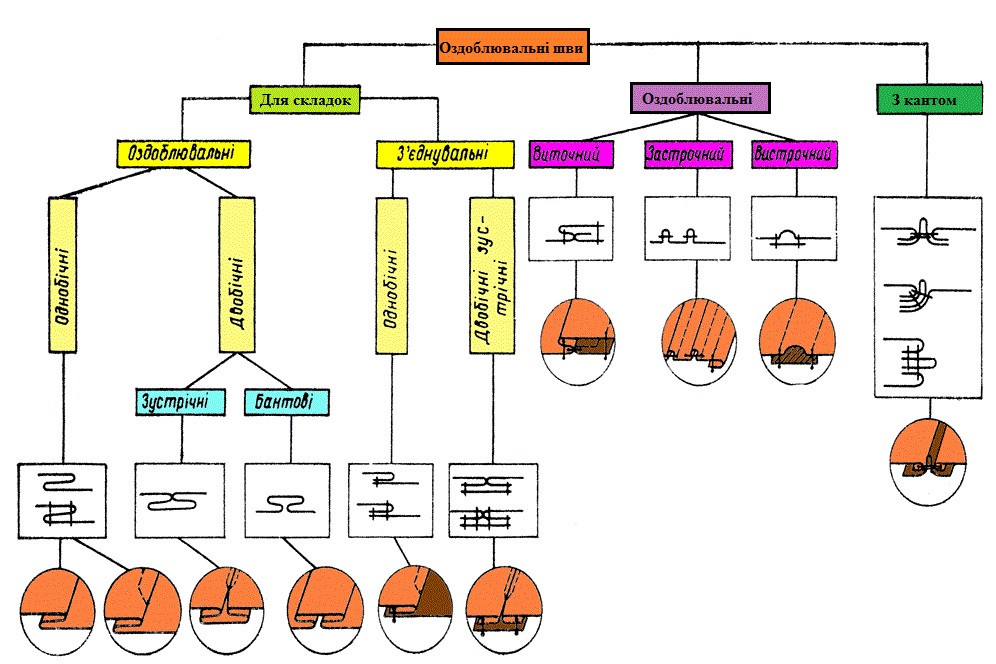 Оздоблювальні шви
Для складок
Оздоблювальні
З кантом
Оздоблювальні
З'єднувальні
Виточний
Застрочний
Вистрочний
Однобічні
Двобічні
Однобічні
Двобічні зус-
трічні
Зустрічні
Бантові